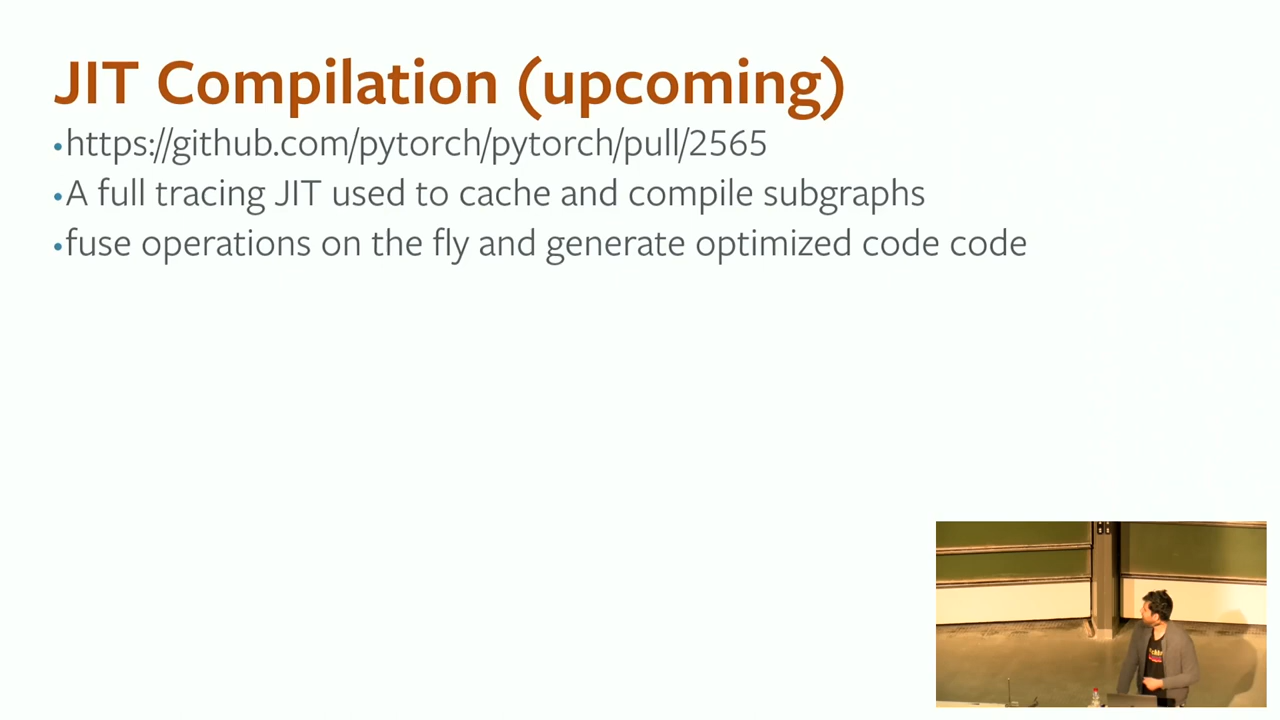 JIT Compilation (upcoming)
•https://github.com/pytorch/pytorch/pull/2565
•A full tracing JIT used to cache and compile subgraphs
•fuse operations on the fly and generate optimized code code